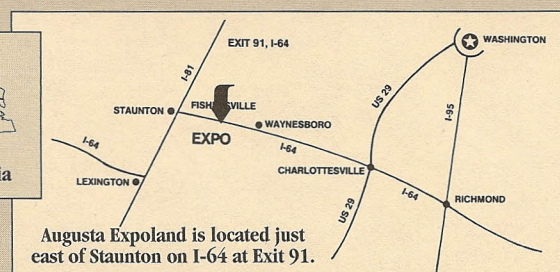 EXIT 91, I-64
WASHINGTON
I-81
US 29
I-95
STAUNTON
EXPO
WAYNESBORO
I-64
I-64
CHARLOTTESVILLE
I-64
LEXINGTON
US 29
RICHMOND
Augusta Expoland is located just
east of Staunton on I-64 at Exit 91.